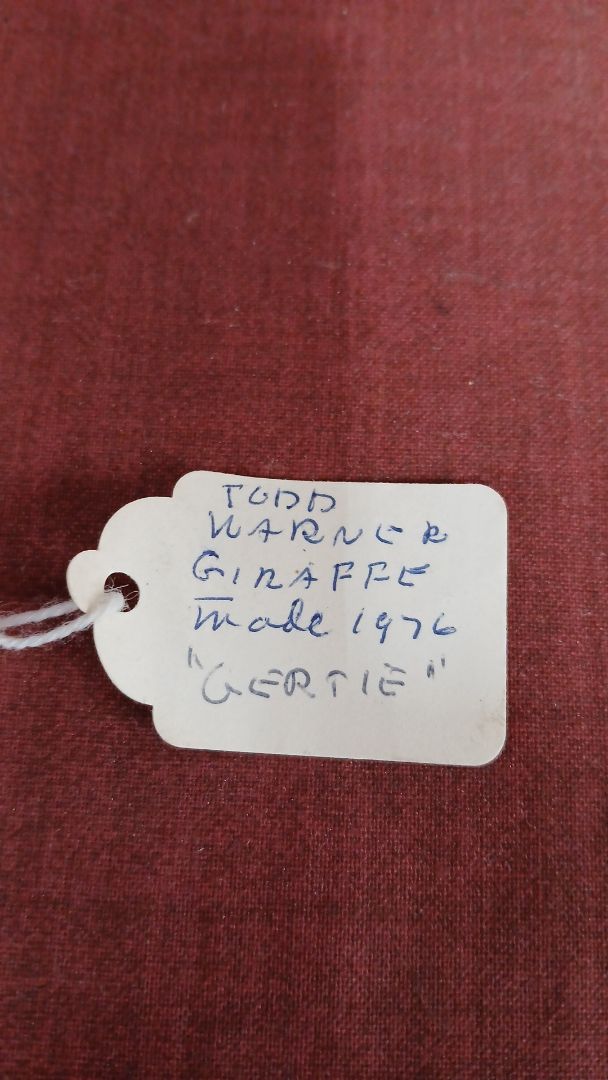 TODD
WARNER
GIRAFFE
made 1976
"GERTIE"